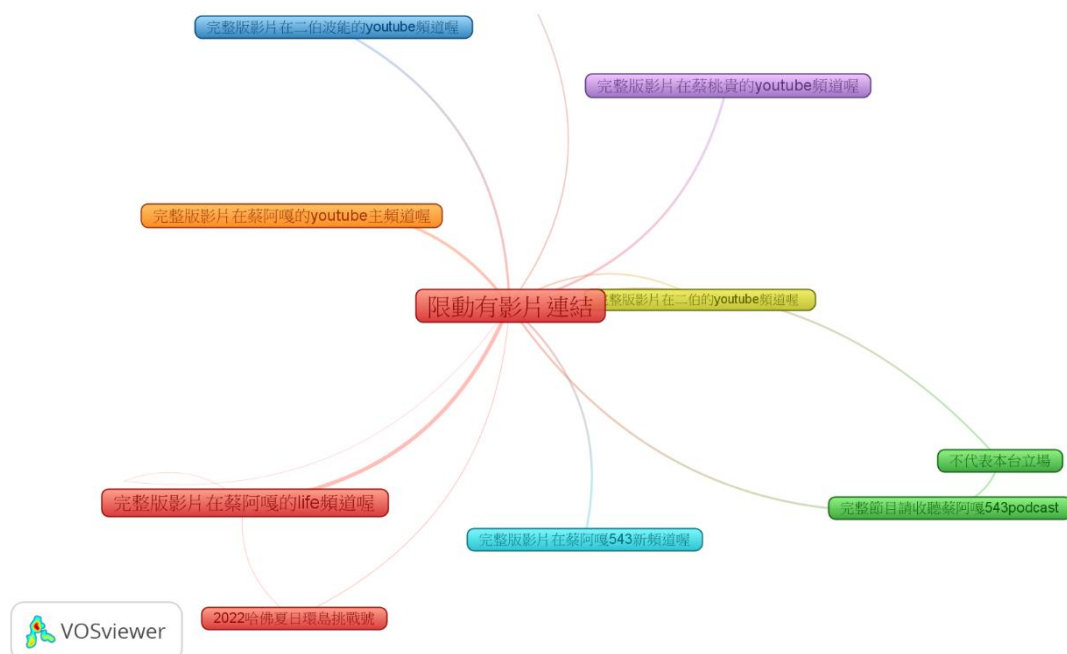 完整版影片在二伯波能的youtube頻道喔
完整版影片在蔡桃貴的youtube頻道喔
完整版影片在蔡阿嘎的youtube主頻道喔
限動有影片連結
整版影片在二伯的youtube頻道喔
不代表本台立場
完整版影片在蔡阿嘎的life頻道喔
完整節目請收聽蔡阿嘎543podcast
完整版影片在蔡阿嘎543新頻道喔
2022哈佛夏日環島挑戰號
VOSviewer